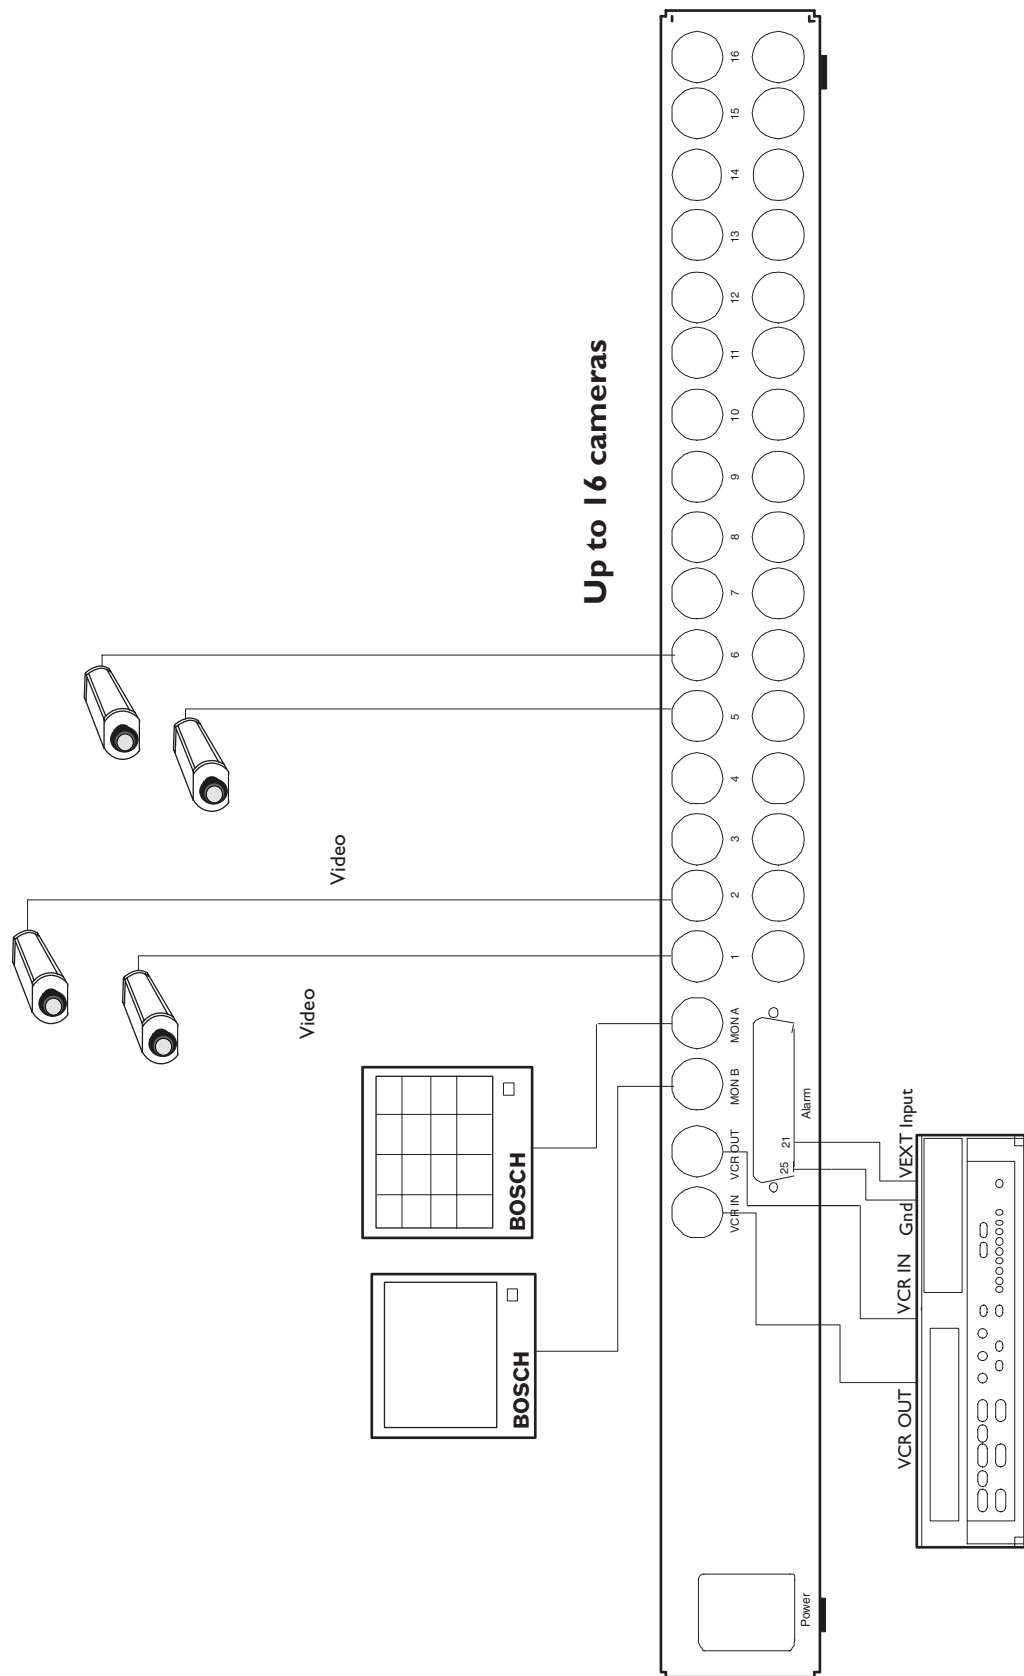 Up to 16 cameras
Video
Video
BOSCH
BOSCH
16
15
14
13
12
11
10
9
8
7
6
5
4
3
2
1
MON A
MON B
VCR OUT
VCR IN
Alarm
21
25
Power
VEXT Input
Gnd
VCR IN
VCR OUT